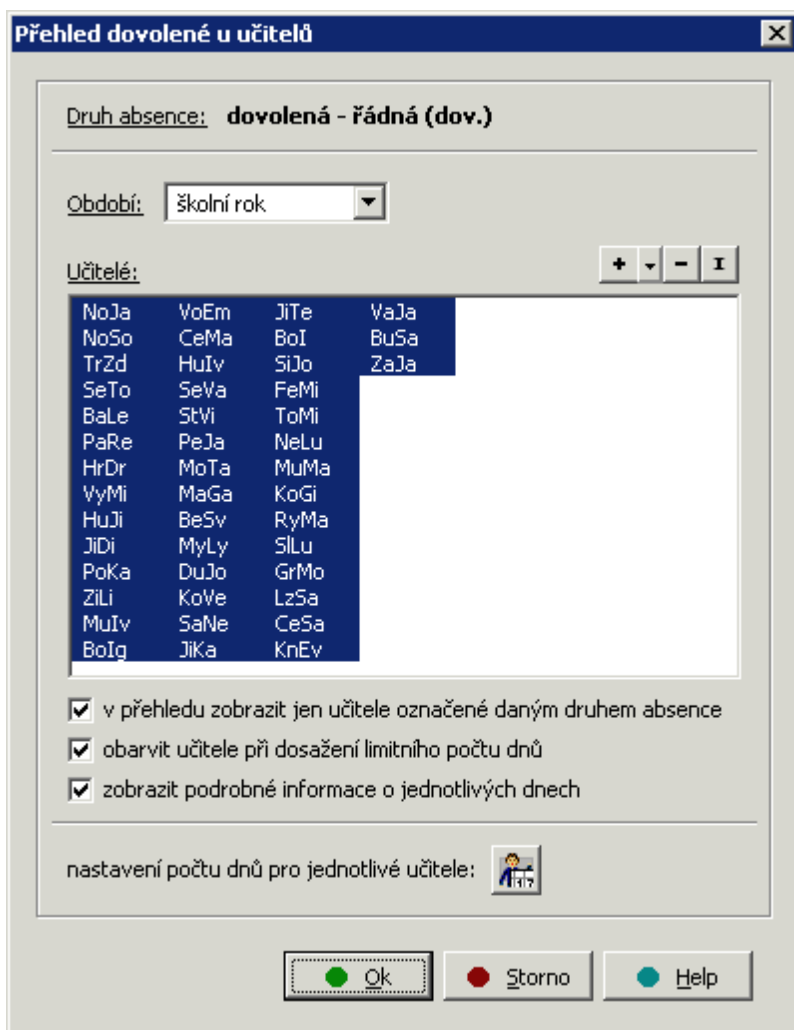 Přehled dovolené u učitelů
Druh absence: dovolená - řádná (dov.)
Období: školní rok
Učitelé:
NoJa VoEm JiTe VaJa
NoSo CeMa BoI BuSa
TrZd HuIv SiJo ZaJa
SeTo SeVa FeMi
BaLe StVi ToMi
PaRe PeJa NeLu
HrDr MoTa MuMa
VyMi MaGa KoGi
HuJi BeSv RyMa
JiDi MyLy SlLu
PoKa DuJo GrMo
ZiLi KoVe LzSa
MuIv SaNe CeSa
BoIg JiKa KnEv
v přehledu zobrazit jen učitele označené daným druhem absence
obarvit učitele při dosažení limitního počtu dnů
zobrazit podrobné informace o jednotlivých dnech
nastavení počtu dnů pro jednotlivé učitele:
Ok Storno Help